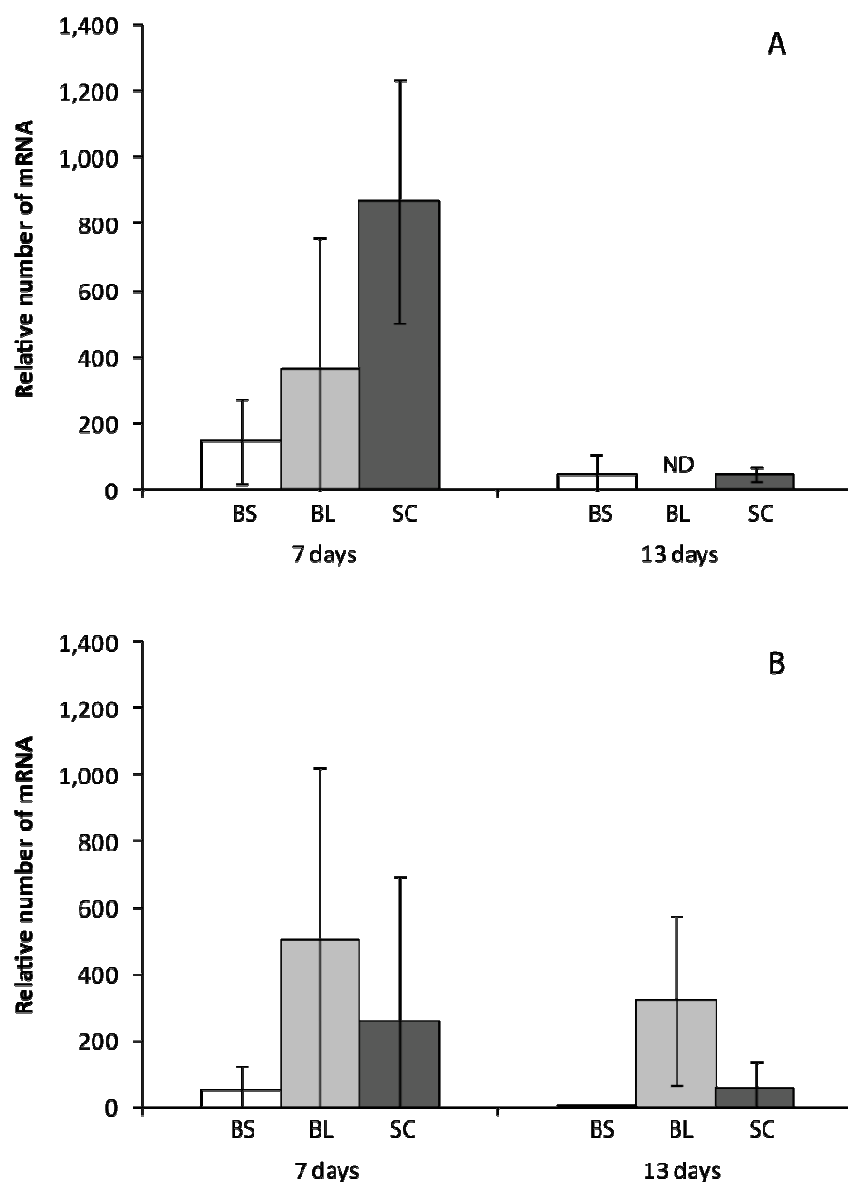 A
1,400
1,200
1,000
800
600
400
200
0
Relative number of mRNA
ND
BS BL SC BS BL SC
7 days 13 days
B
1,400
1,200
1,000
800
600
400
200
0
Relative number of mRNA
BS BL SC BS BL SC
7 days 13 days